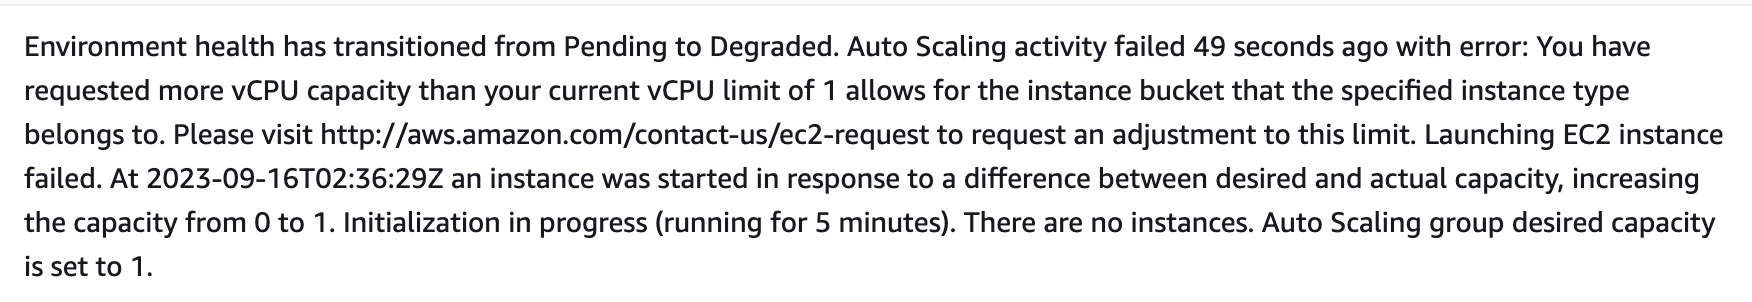 Environment health has transitioned from Pending to Degraded. Auto Scaling activity failed 49 seconds ago with error: You have
requested more vCPU capacity than your current vCPU limit of 1 allows for the instance bucket that the specified instance type
belongs to. Please visit http://aws.amazon.com/contact-us/ec2-request to request an adjustment to this limit. Launching EC2 instance
failed. At 2023-09-16T02:36:29Z an instance was started in response to a difference between desired and actual capacity, increasing
the capacity from 0 to 1. Initialization in progress (running for 5 minutes). There are no instances. Auto Scaling group desired capacity
is set to 1.